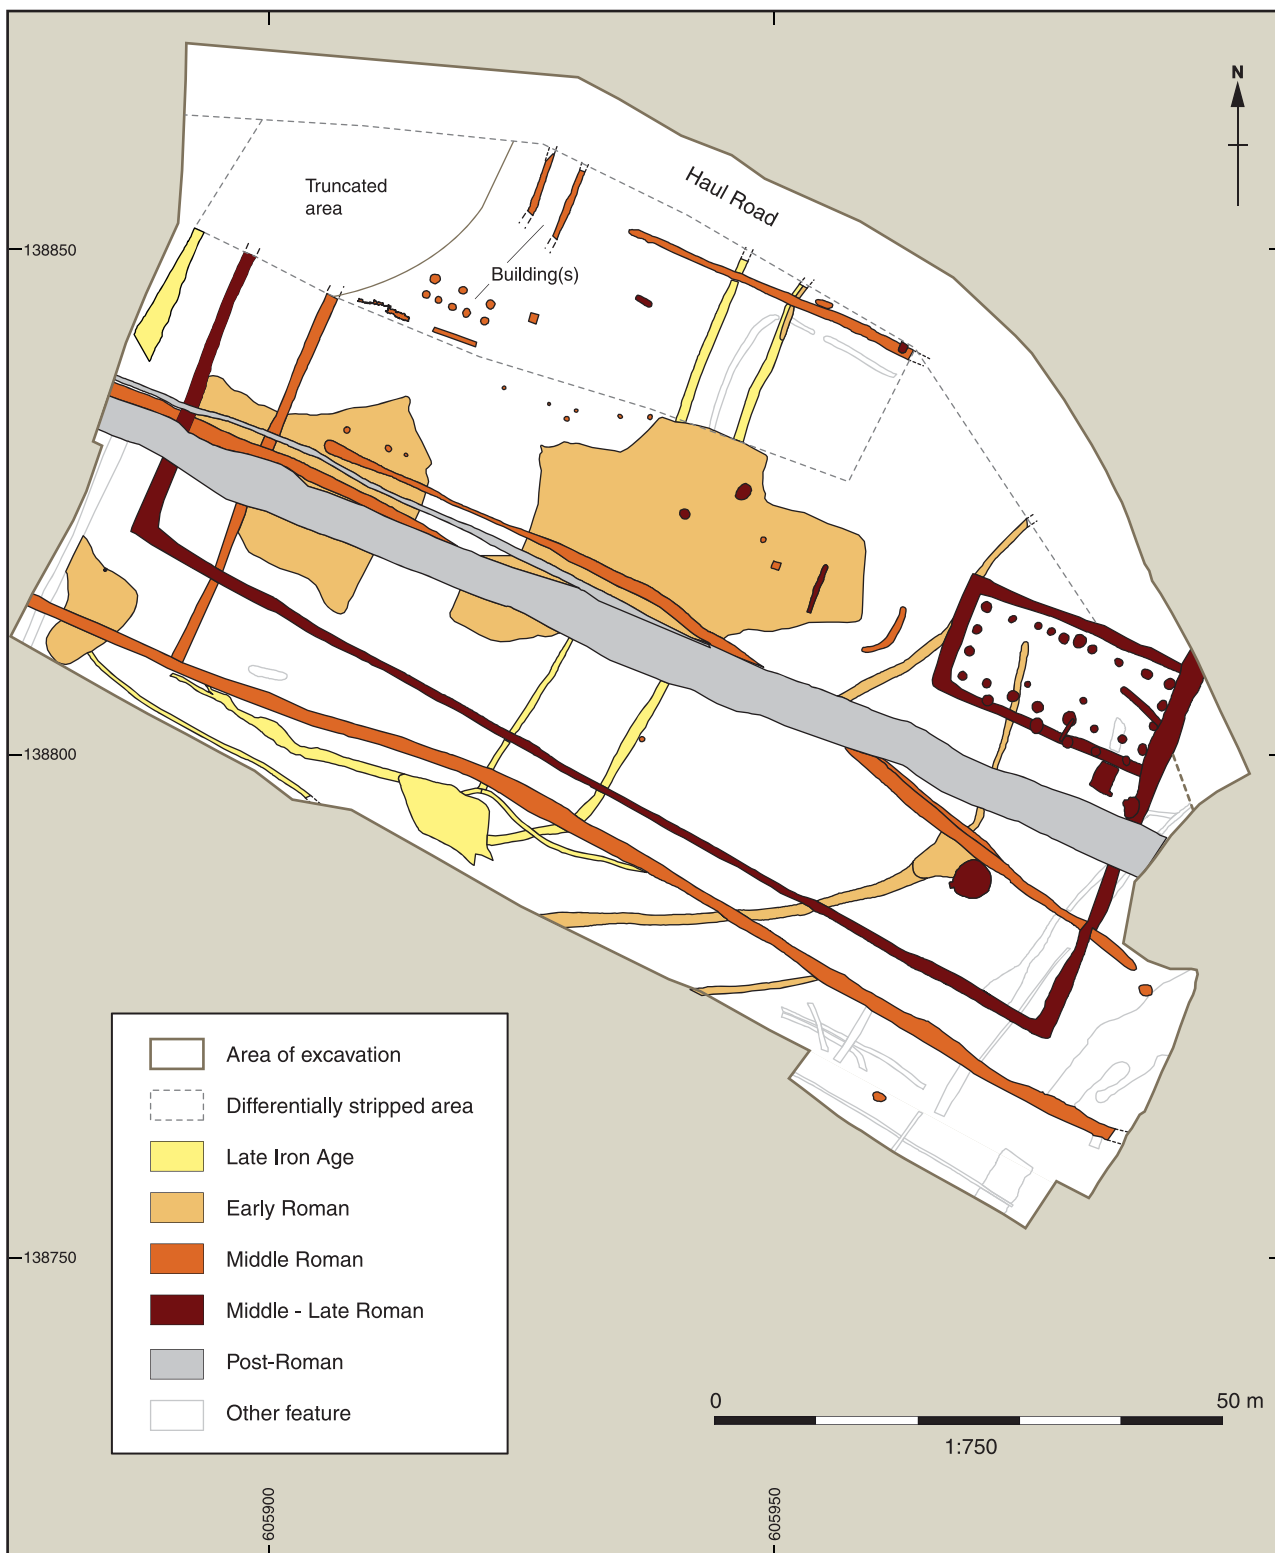 N
Haul Road
Truncated
area
138850
Building(s)
138800
138750
Area of excavation
Differentially stripped area
Late Iron Age
Early Roman
Middle Roman
Middle - Late Roman
Post-Roman
Other feature
0
50 m
1:750
605900
605950